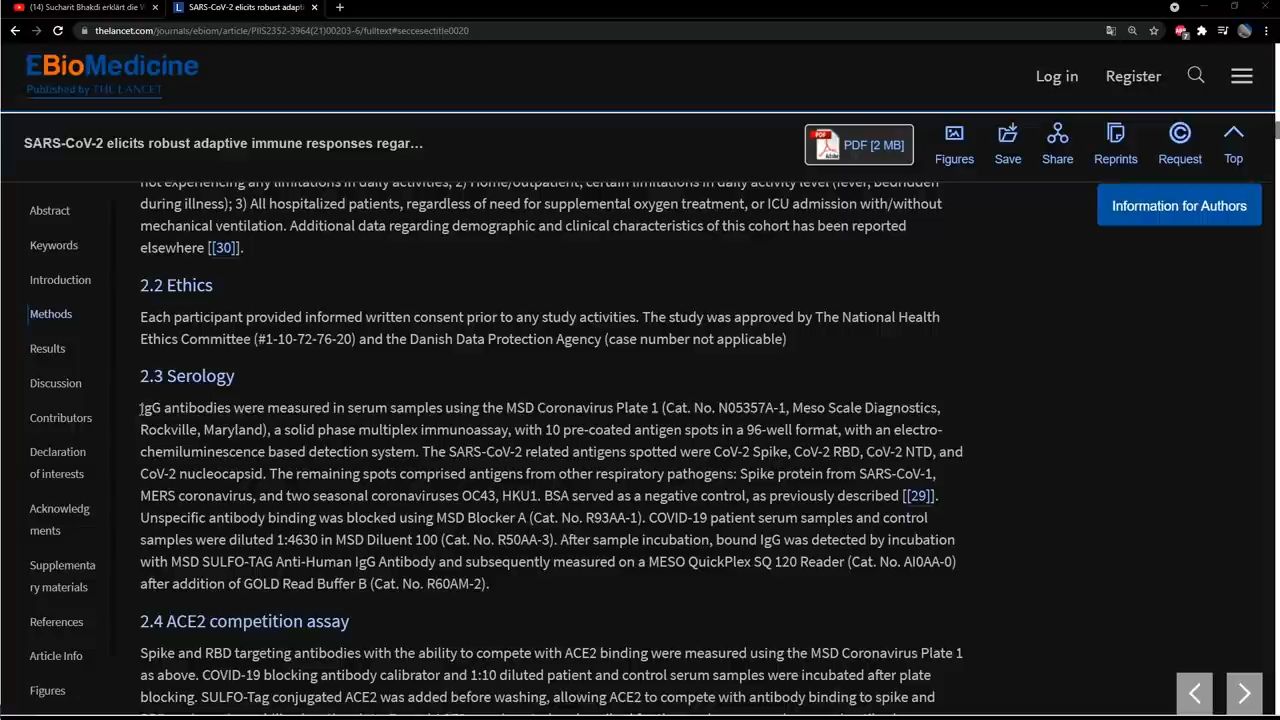 (14) Sucharit Bhakdi erklärt die V
SARS-CoV-2 elicits robust adapti
thelancet.com/journals/ebiom/article/PIIS2352-3964(21)00203-6/fulltext#seccesectitle0020
EBioMedicine
Published by THE LANCET
Log in
Register
SARS-CoV-2 elicits robust adaptive immune responses regar...
PDF [2 MB]
Figures
Save
Share
Reprints
Request
Top
Information for Authors
Abstract
Keywords
Introduction
Methods
Results
Discussion
Contributors
Declaration
of interests
Acknowledg
ments
Supplementa
ry materials
References
Article Info
Figures
not experiencing any limitations in daily activities; 2) Home/outpatient, certain limitations in daily activity level (fever, bedridden
during illness); 3) All hospitalized patients, regardless of need for supplemental oxygen treatment, or ICU admission with/without
mechanical ventilation. Additional data regarding demographic and clinical characteristics of this cohort has been reported
elsewhere [[30]].
2.2 Ethics
Each participant provided informed written consent prior to any study activities. The study was approved by The National Health
Ethics Committee (#1-10-72-76-20) and the Danish Data Protection Agency (case number not applicable)
2.3 Serology
IgG antibodies were measured in serum samples using the MSD Coronavirus Plate 1 (Cat. No. N05357A-1, Meso Scale Diagnostics,
Rockville, Maryland), a solid phase multiplex immunoassay, with 10 pre-coated antigen spots in a 96-well format, with an electro-
chemiluminescence based detection system. The SARS-CoV-2 related antigens spotted were CoV-2 Spike, CoV-2 RBD, CoV-2 NTD, and
CoV-2 nucleocapsid. The remaining spots comprised antigens from other respiratory pathogens: Spike protein from SARS-CoV-1,
MERS coronavirus, and two seasonal coronaviruses OC43, HKU1. BSA served as a negative control, as previously described [[29]].
Unspecific antibody binding was blocked using MSD Blocker A (Cat. No. R93AA-1). COVID-19 patient serum samples and control
samples were diluted 1:4630 in MSD Diluent 100 (Cat. No. R50AA-3). After sample incubation, bound IgG was detected by incubation
with MSD SULFO-TAG Anti-Human IgG Antibody and subsequently measured on a MESO QuickPlex SQ 120 Reader (Cat. No. AI0AA-0)
after addition of GOLD Read Buffer B (Cat. No. R60AM-2).
2.4 ACE2 competition assay
Spike and RBD targeting antibodies with the ability to compete with ACE2 binding were measured using the MSD Coronavirus Plate 1
as above. COVID-19 blocking antibody calibrator and 1:10 diluted patient and control serum samples were incubated after plate
blocking. SULFO-Tag conjugated ACE2 was added before washing, allowing ACE2 to compete with antibody binding to spike and